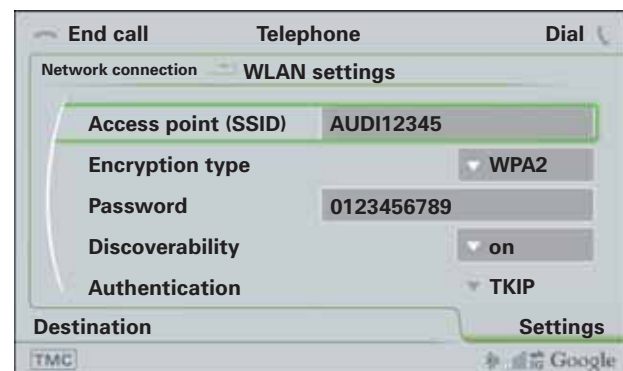 End call Telephone Dial
Network connection WLAN settings
Access point (SSID) AUDI12345
Encryption type WPA2
Password 0123456789
Discoverability on
Authentication TKIP
Destination Settings
TMC Google